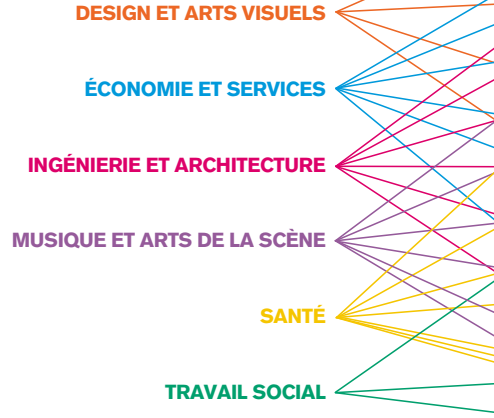 DESIGN ET ARTS VISUELS
ÉCONOMIE ET SERVICES
INGÉNIERIE ET ARCHITECTURE
MUSIQUE ET ARTS DE LA SCÈNE
SANTÉ
TRAVAIL SOCIAL